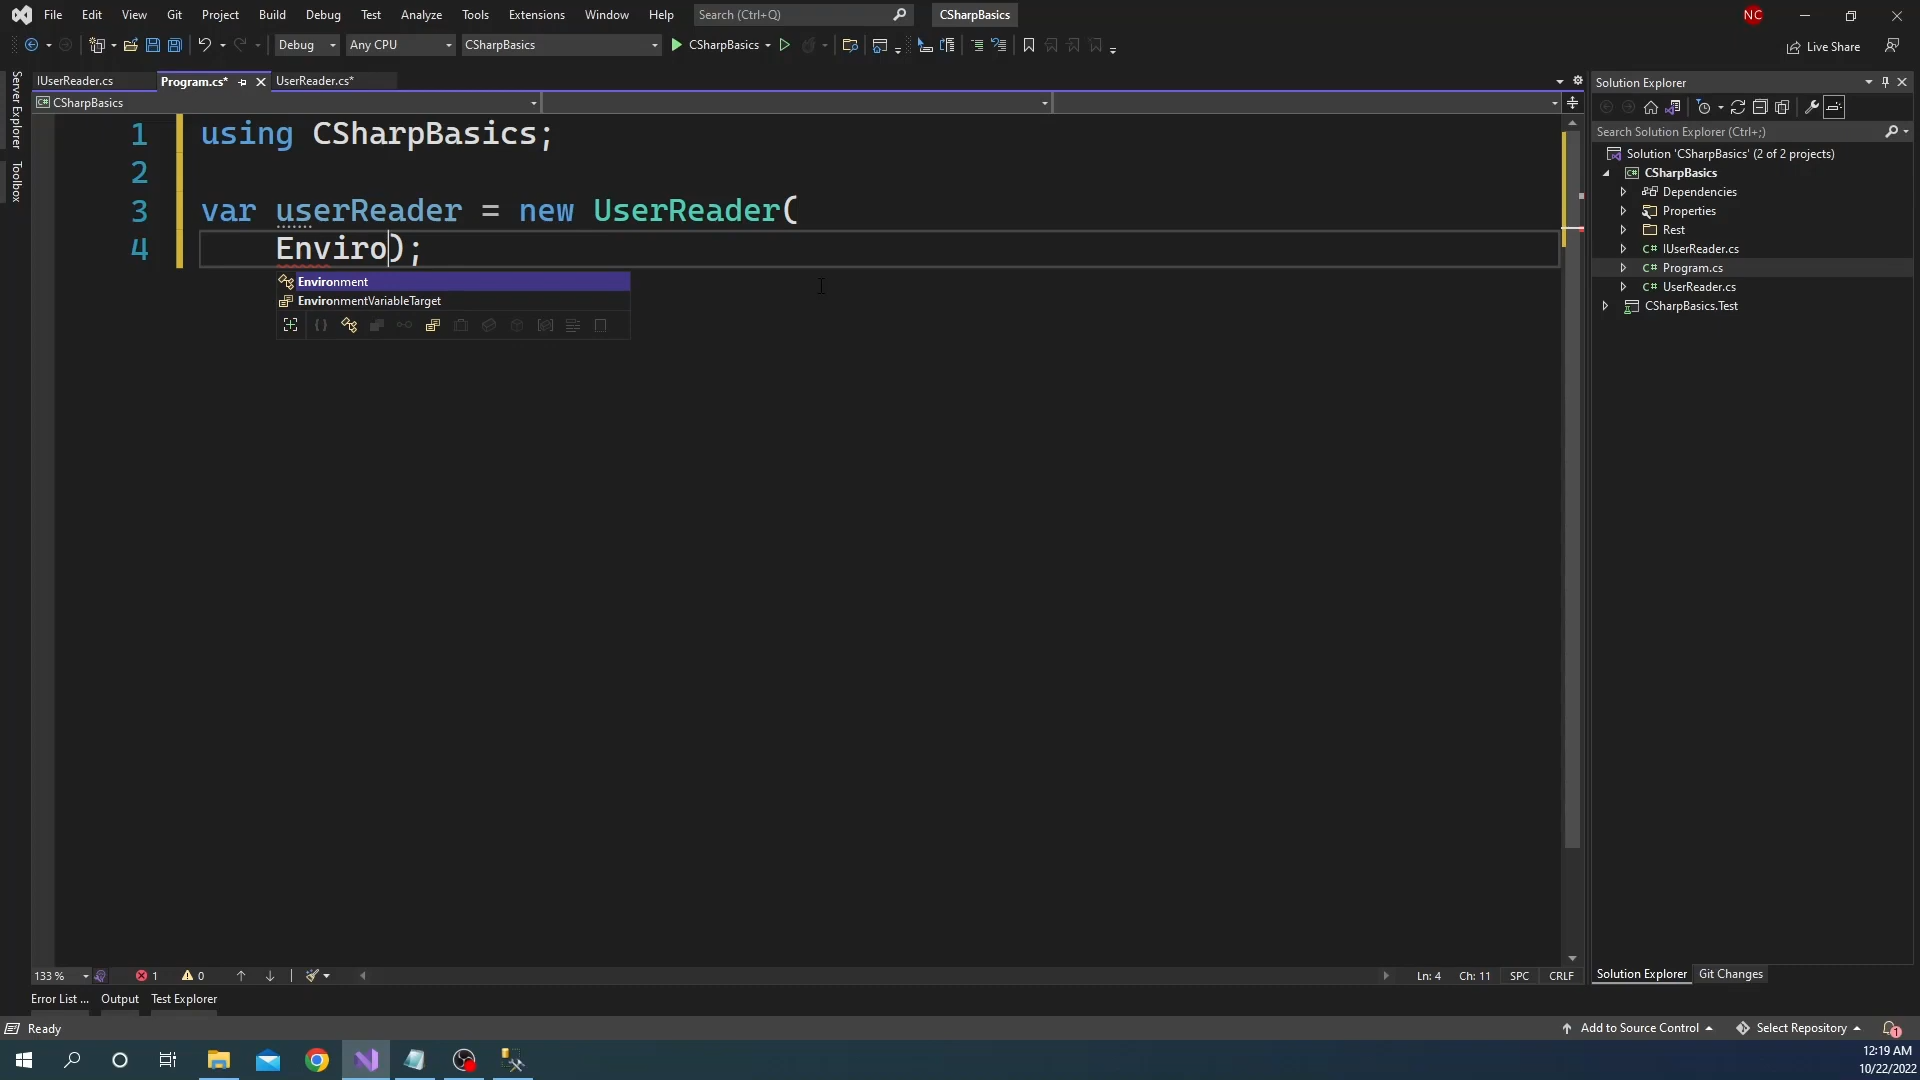 File Edit View Git Project Build Debug Test Analyze Tools Extensions Window Help Search (Ctrl+Q) CSharpBasics NC
Debug Any CPU CSharpBasics CSharpBasics Live Share
IUserReader.cs Program.cs* UserReader.cs*
CSharpBasics
Server Explorer
Toolbox
1 using CSharpBasics;
2
3 var userReader = new UserReader(
4 Enviro);
Environment
EnvironmentVariableTarget
Solution Explorer
Search Solution Explorer (Ctrl+;)
Solution 'CSharpBasics' (2 of 2 projects)
C# CSharpBasics
Dependencies
Properties
Rest
C# IUserReader.cs
C# Program.cs
C# UserReader.cs
CSharpBasics.Test
133 % 1 0 Ln: 4 Ch: 11 SPC CRLF
Solution Explorer Git Changes
Error List ... Output Test Explorer
Ready Add to Source Control Select Repository 1
12:19 AM
10/22/2022